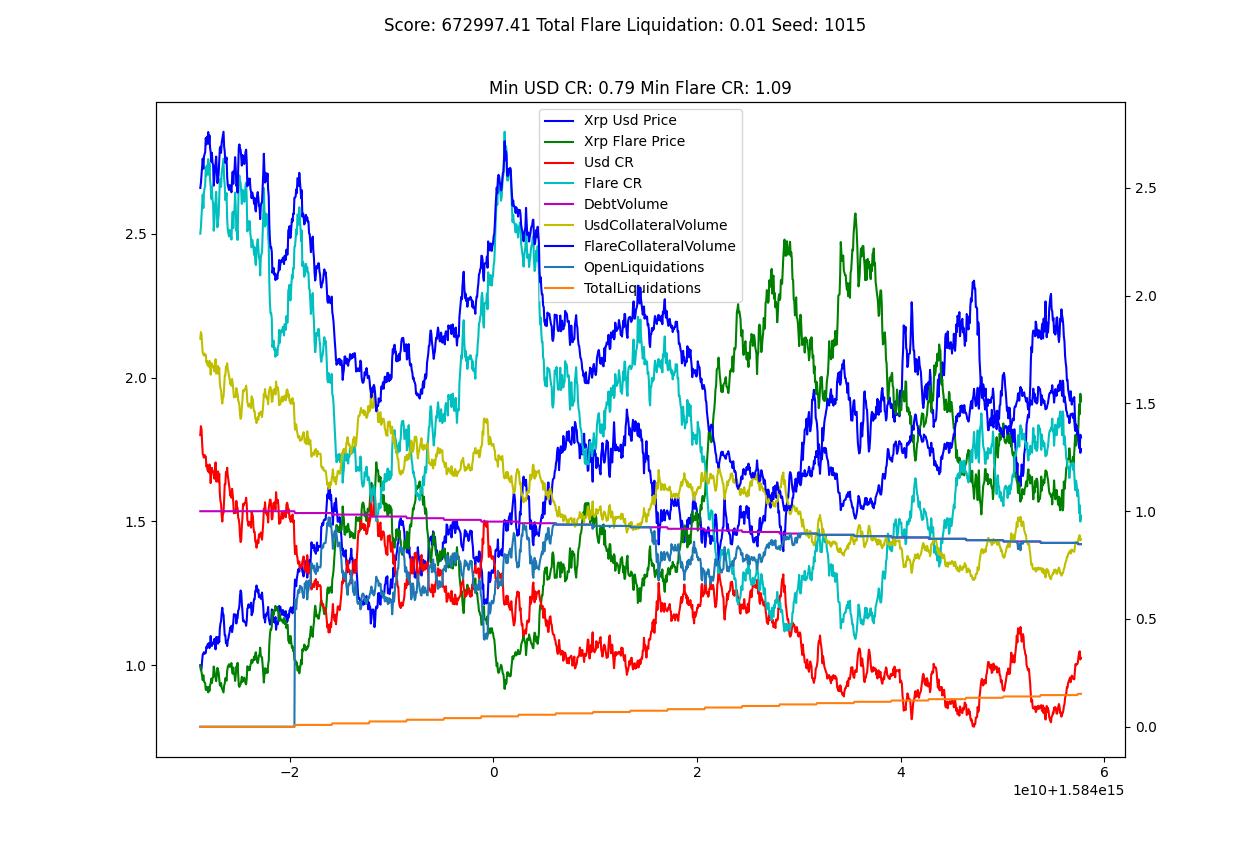 Score: 672997.41 Total Flare Liquidation: 0.01 Seed: 1015
Min USD CR: 0.79 Min Flare CR: 1.09
Xrp Usd Price
Xrp Flare Price
Usd CR
Flare CR
DebtVolume
UsdCollateralVolume
FlareCollateralVolume
OpenLiquidations
TotalLiquidations
2.5
2.0
1.5
1.0
2.5
2.0
1.5
1.0
0.5
0.0
−2
0
2
4
6
1e10+1.584e15